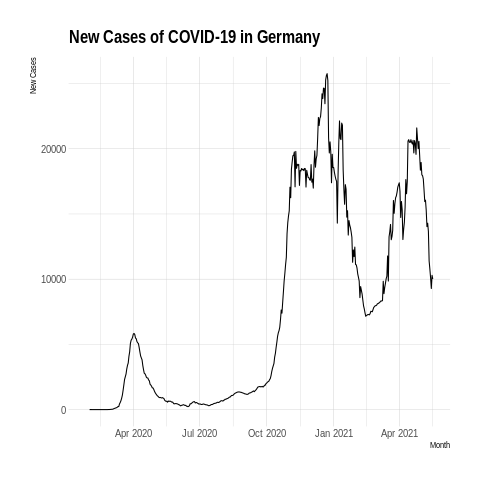 New Cases of COVID-19 in Germany
New Cases
20000
10000
0
Apr 2020 Jul 2020 Oct 2020 Jan 2021 Apr 2021
Month